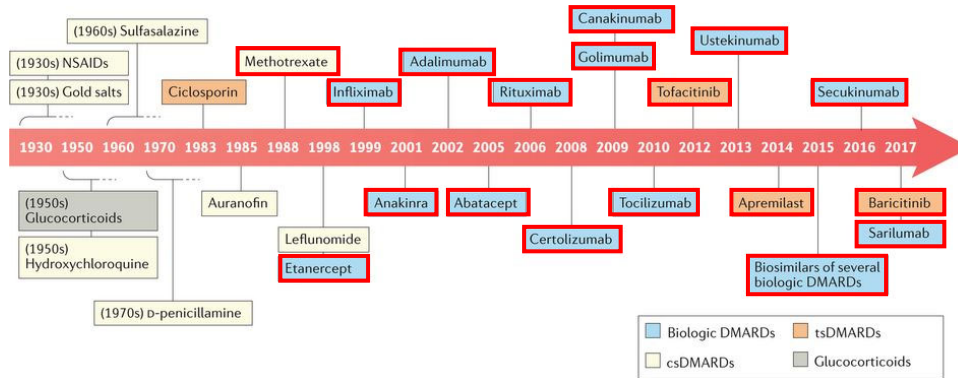 (1960s) Sulfasalazine
(1930s) NSAIDs
(1930s) Gold salts
Ciclosporin
Methotrexate
Infliximab
Adalimumab
Rituximab
Canakinumab
Golimumab
Tofacitinib
Ustekinumab
Secukinumab
1930 1950 1960 1970 1983 1985 1988 1998 1999 2001 2002 2005 2006 2008 2009 2010 2012 2013 2014 2015 2016 2017
(1950s)
Glucocorticoids
(1950s)
Hydroxychloroquine
(1970s) D-penicillamine
Auranofin
Leflunomide
Etanercept
Anakinra
Abatacept
Certolizumab
Tocilizumab
Apremilast
Biosimilars of several
biologic DMARDs
Baricitinib
Sarilumab
Biologic DMARDs
tsDMARDs
csDMARDs
Glucocorticoids